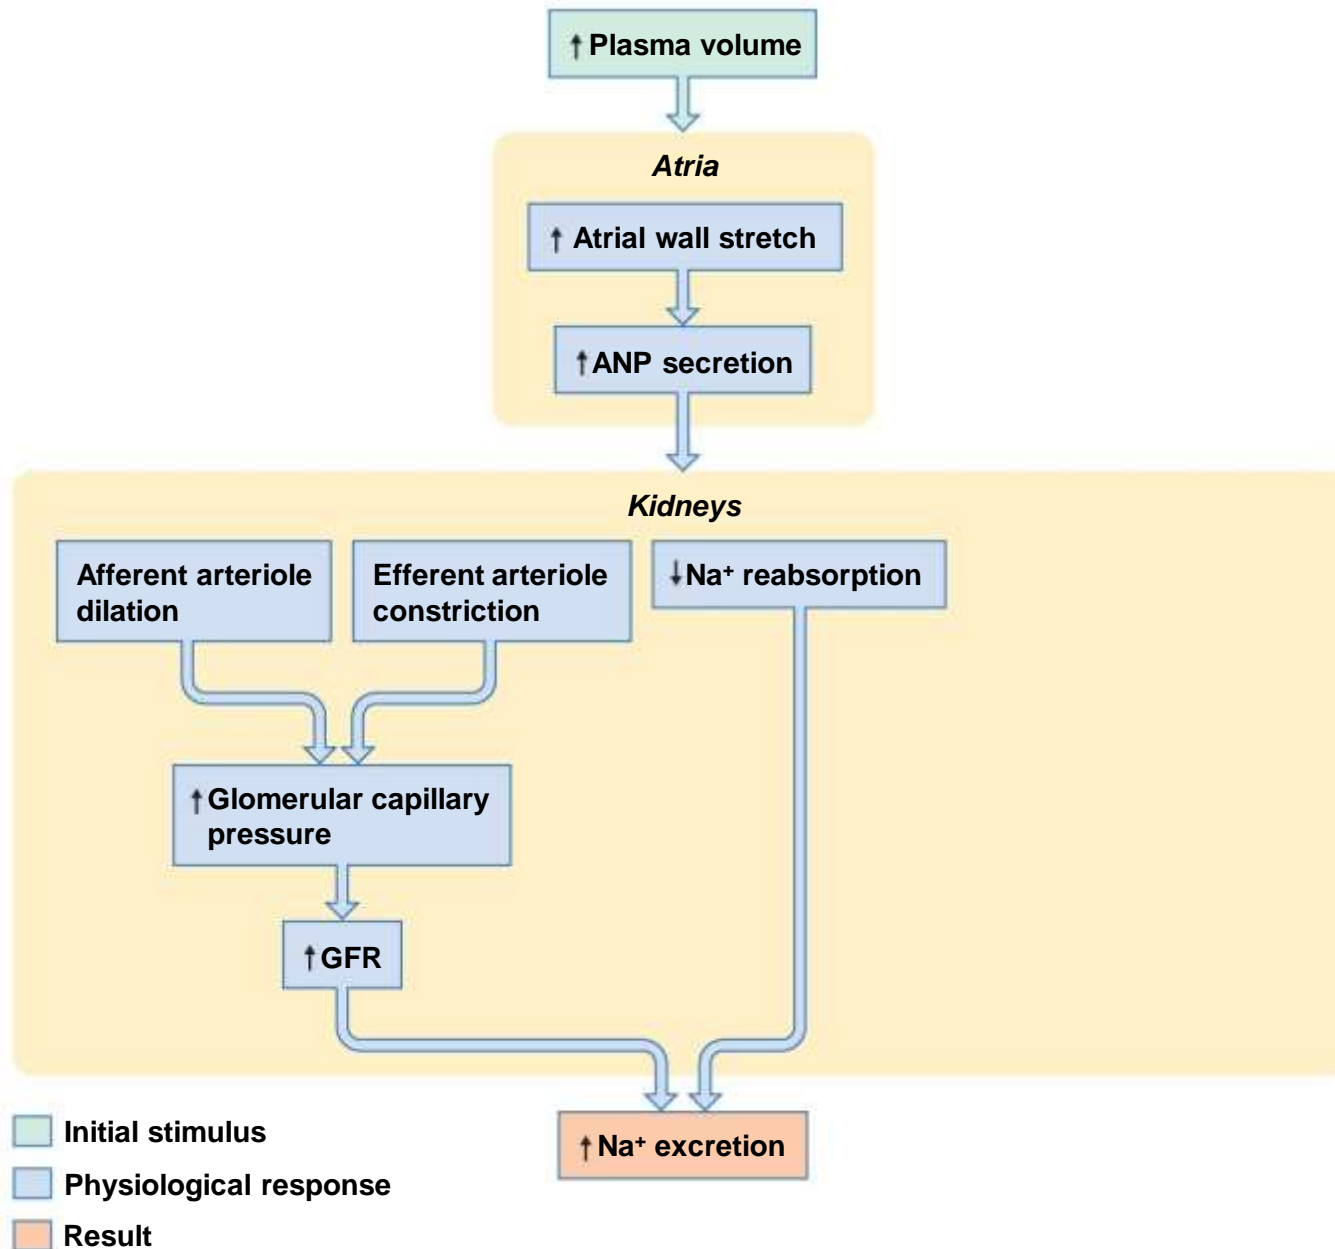 ↑ Plasma volume
Atria
↑ Atrial wall stretch
↑ ANP secretion
Kidneys
Afferent arteriole
dilation
Efferent arteriole
constriction
↓ Na⁺ reabsorption
↑ Glomerular capillary
pressure
↑ GFR
↑ Na⁺ excretion
Initial stimulus
Physiological response
Result